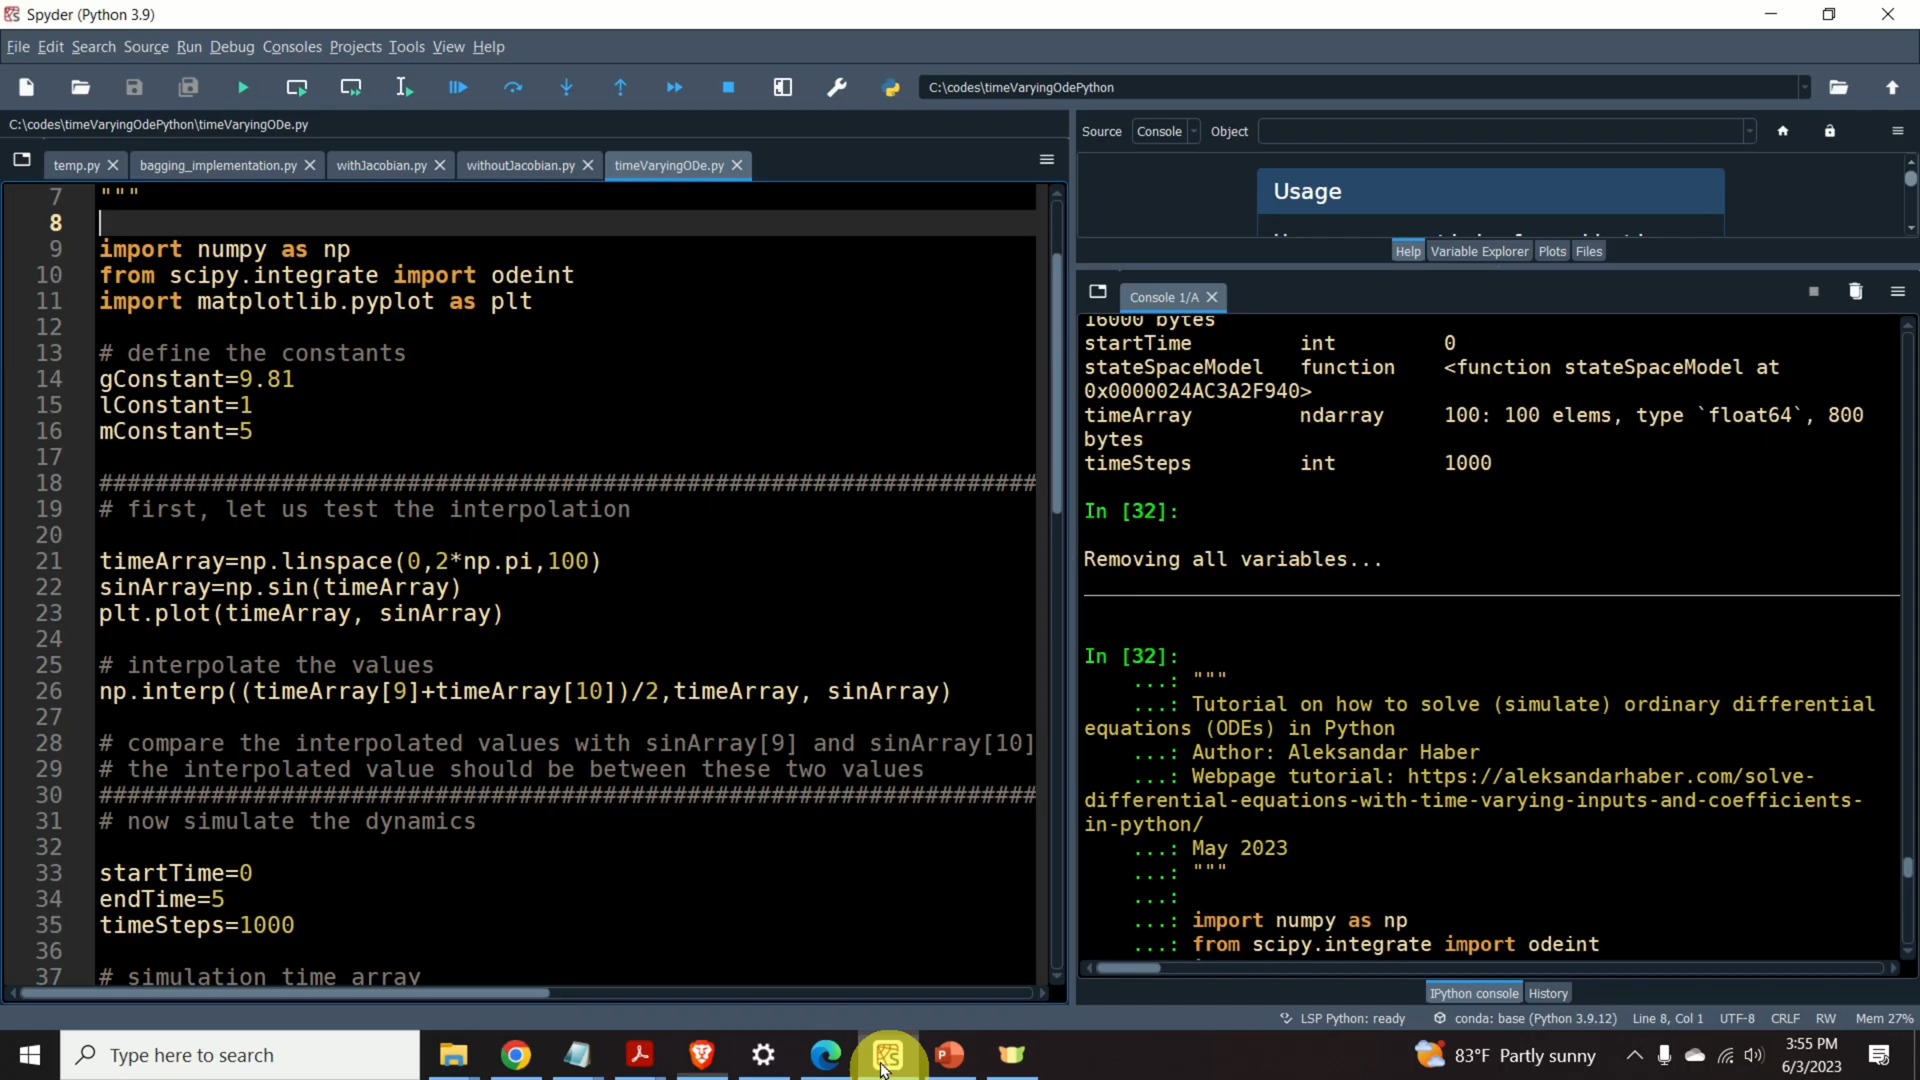 Spyder (Python 3.9)
File Edit Search Source Run Debug Consoles Projects Tools View Help
C:\codes\timeVaryingOdePython
C:\codes\timeVaryingOdePython\timeVaryingODe.py
temp.py
bagging_implementation.py
withJacobian.py
withoutJacobian.py
timeVaryingODe.py
7 """
8
9 import numpy as np
10 from scipy.integrate import odeint
11 import matplotlib.pyplot as plt
12
13 # define the constants
14 gConstant=9.81
15 lConstant=1
16 mConstant=5
17
18 ###################################################################
19 # first, let us test the interpolation
20
21 timeArray=np.linspace(0,2*np.pi,100)
22 sinArray=np.sin(timeArray)
23 plt.plot(timeArray, sinArray)
24
25 # interpolate the values
26 np.interp((timeArray[9]+timeArray[10])/2,timeArray, sinArray)
27
28 # compare the interpolated values with sinArray[9] and sinArray[10]
29 # the interpolated value should be between these two values
30 ###################################################################
31 # now simulate the dynamics
32
33 startTime=0
34 endTime=5
35 timeSteps=1000
36
37 # simulation time array
Source Console Object
Usage
Help Variable Explorer Plots Files
Console 1/A
16000 bytes
startTime int 0
stateSpaceModel function <function stateSpaceModel at
0x0000024AC3A2F940>
timeArray ndarray 100: 100 elems, type `float64`, 800
bytes
timeSteps int 1000
In [32]:
Removing all variables...
In [32]:
...: """
...: Tutorial on how to solve (simulate) ordinary differential
equations (ODEs) in Python
...: Author: Aleksandar Haber
...: Webpage tutorial: https://aleksandarhaber.com/solve-
differential-equations-with-time-varying-inputs-and-coefficients-
in-python/
...: May 2023
...: """
...:
...: import numpy as np
...: from scipy.integrate import odeint
IPython console History
LSP Python: ready conda: base (Python 3.9.12) Line 8, Col 1 UTF-8 CRLF RW Mem 27%
Type here to search
83°F Partly sunny
3:55 PM
6/3/2023